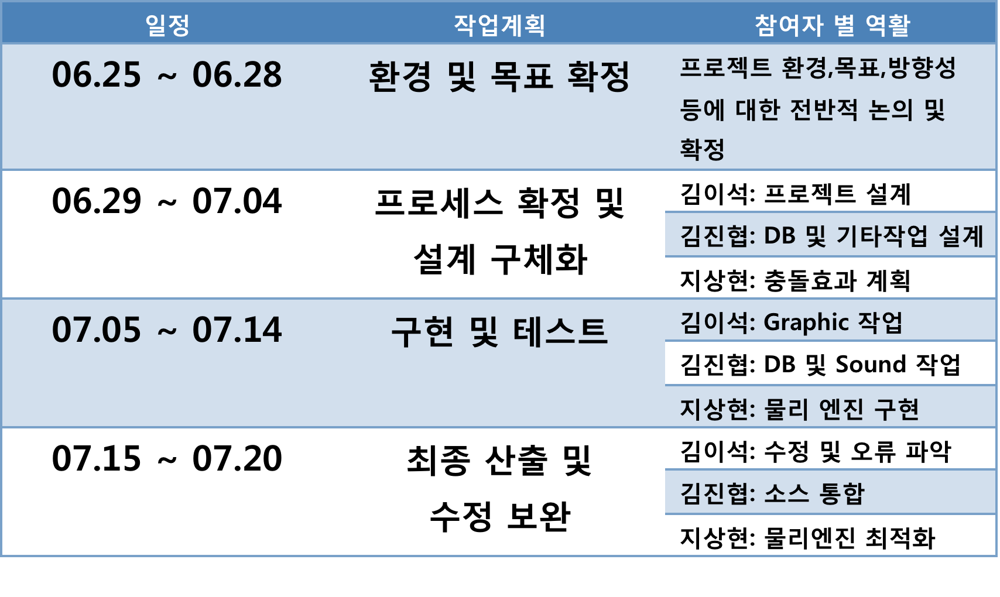 일정 작업계획 참여자 별 역활
06.25 ~ 06.28 환경 및 목표 확정 프로젝트 환경,목표,방향성
등에 대한 전반적 논의 및
확정
06.29 ~ 07.04 프로세스 확정 및 김이석: 프로젝트 설계
설계 구체화 김진협: DB 및 기타작업 설계
지상현: 충돌효과 계획
07.05 ~ 07.14 구현 및 테스트 김이석: Graphic 작업
김진협: DB 및 Sound 작업
지상현: 물리 엔진 구현
07.15 ~ 07.20 최종 산출 및 김이석: 수정 및 오류 파악
수정 보완 김진협: 소스 통합
지상현: 물리엔진 최적화